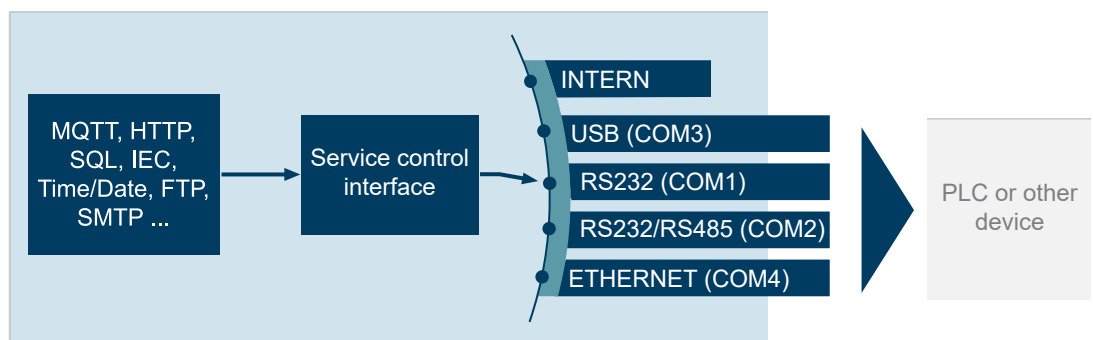 MQTT, HTTP,
SQL, IEC,
Time/Date, FTP,
SMTP ...
Service control
interface
INTERN
USB (COM3)
RS232 (COM1)
RS232/RS485 (COM2)
ETHERNET (COM4)
PLC or other
device